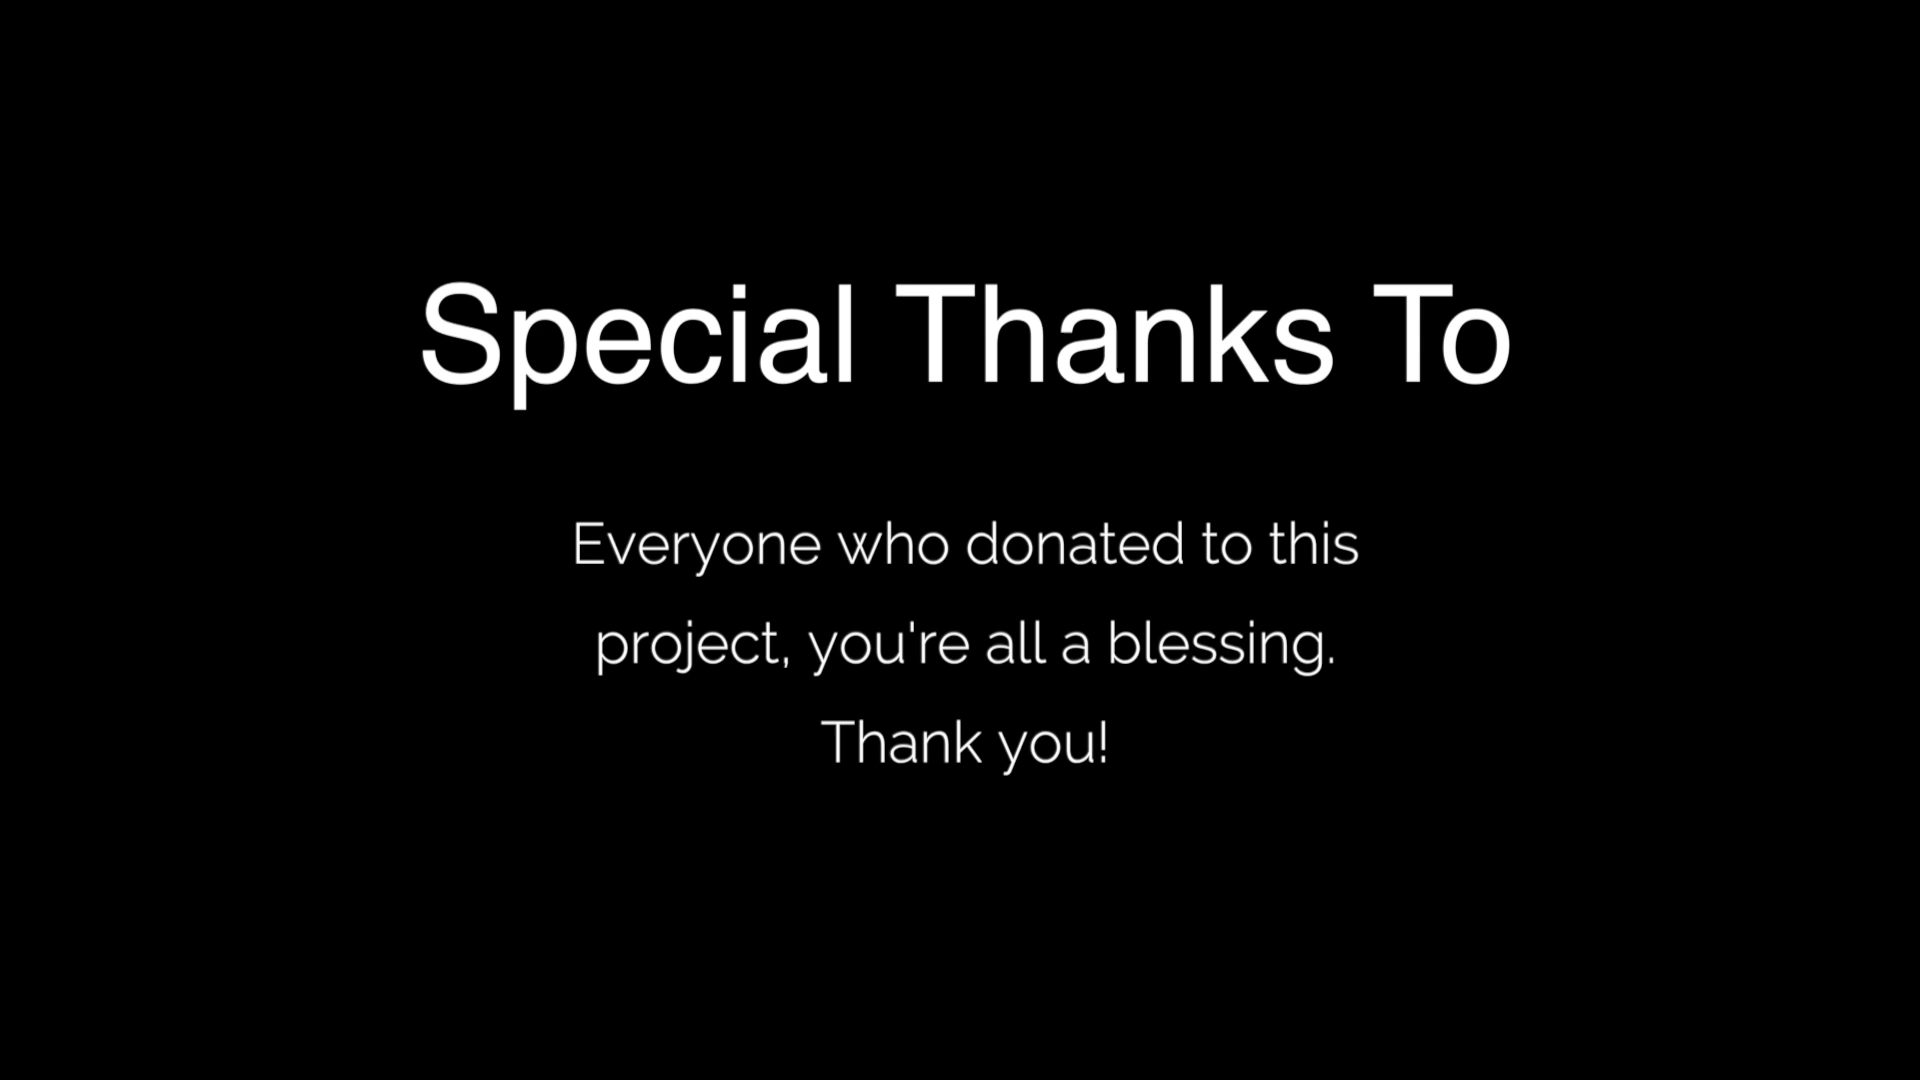 Special Thanks To
Everyone who donated to this
project, you're all a blessing.
Thank you!